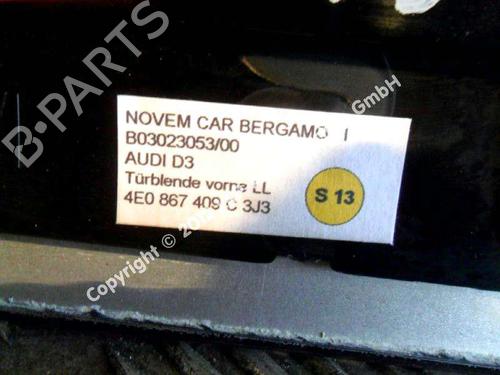 NOVEM CAR BERGAMO I
B03023053/00
AUDI D3
Türblende vorne LL
4E0 867 409 C 3J3
S 13
B-PARTS
Copyright © GmbH